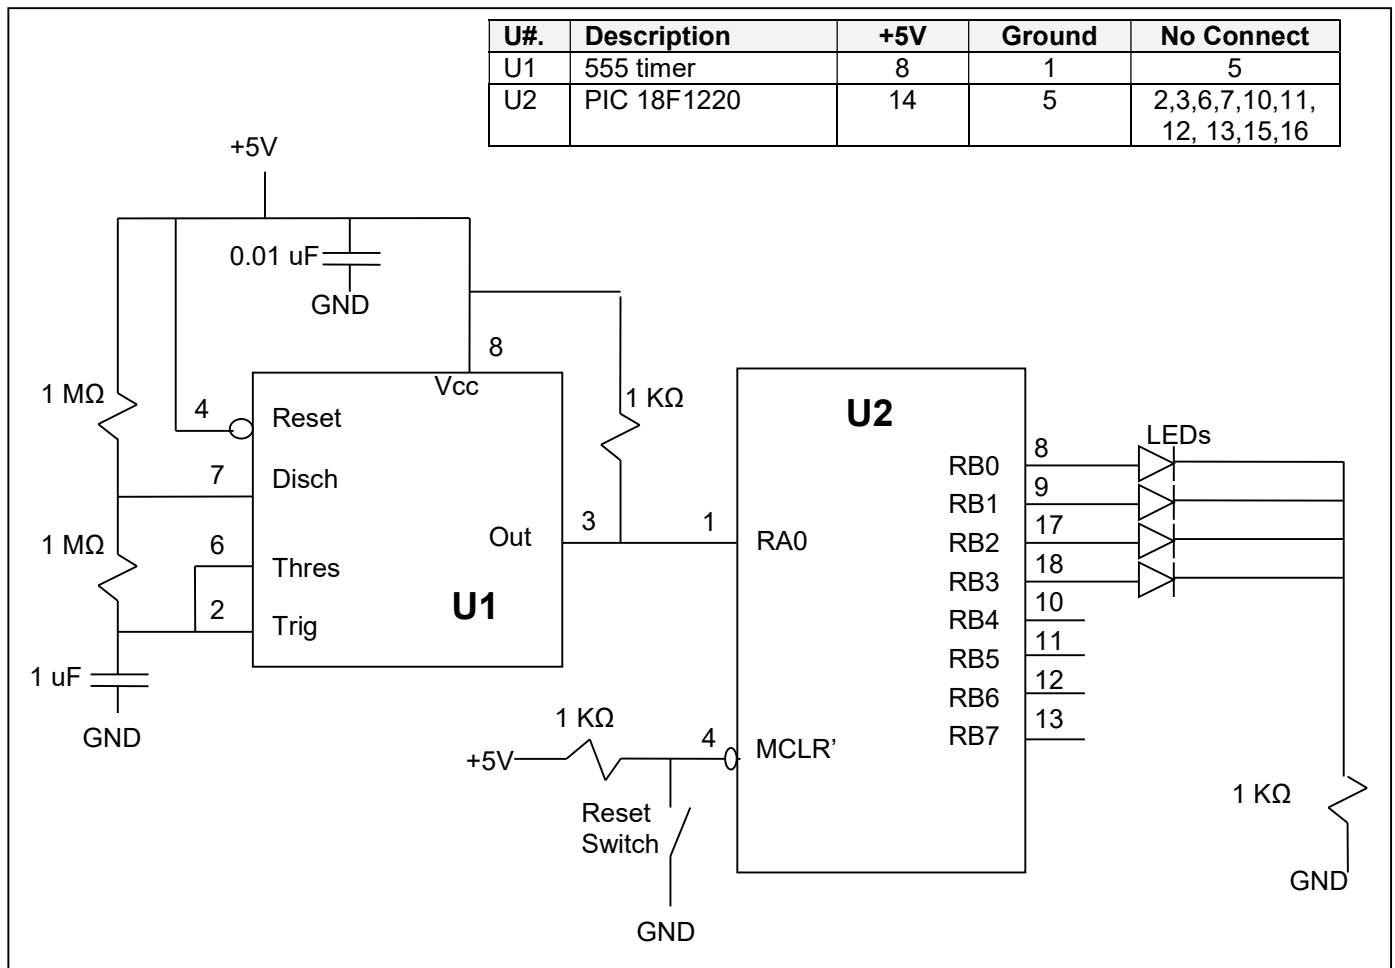 U#. Description +5V Ground No Connect
U1 555 timer 8 1 5
U2 PIC 18F1220 14 5 2,3,6,7,10,11,
12, 13,15,16
+5V
0.01 uF
GND
8
Vcc
1 MΩ
4
Reset
1 KΩ
U2
LEDs
7
Disch
RB0
8
RB1
9
1 MΩ
6
Thres
Out
3
1
RA0
RB2
17
RB3
18
2
Trig
U1
RB4
10
RB5
11
1 uF
GND
RB6
12
RB7
13
1 KΩ
+5V
4
MCLR’
Reset
Switch
GND
1 KΩ
GND